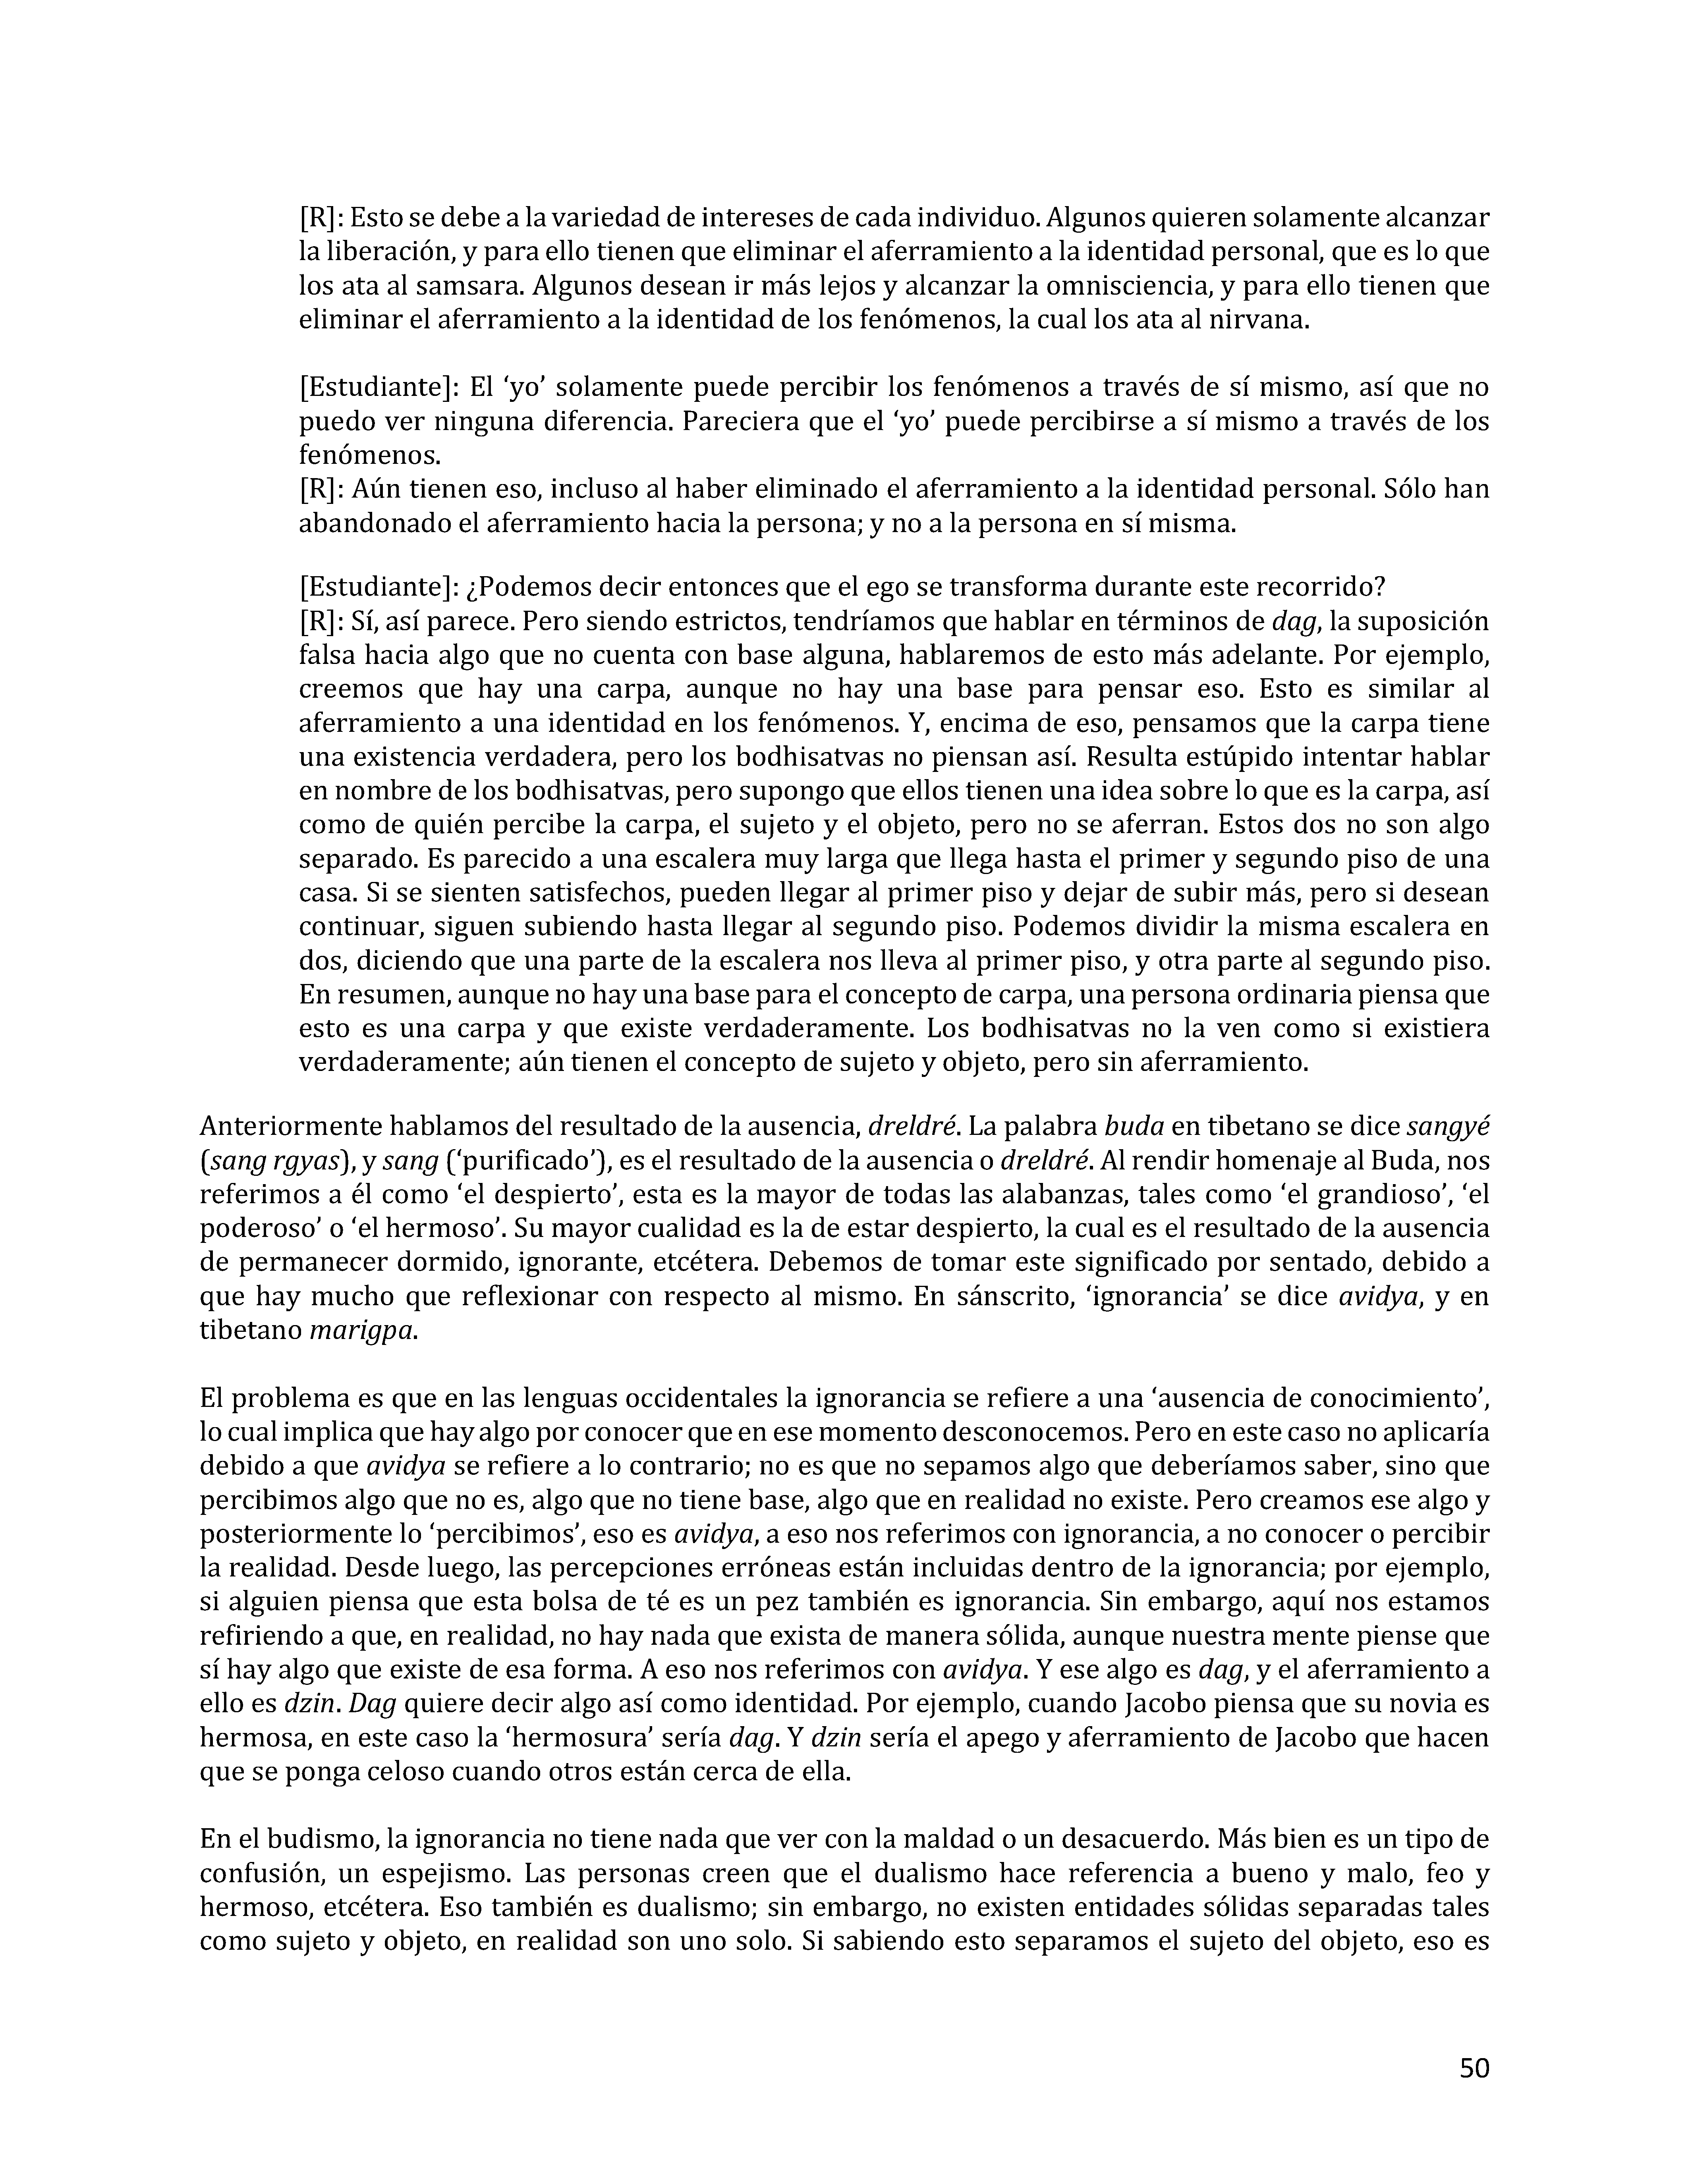 [R]: Esto se debe a la variedad de intereses de cada individuo. Algunos quieren solamente alcanzar
la liberación, y para ello tienen que eliminar el aferramiento a la identidad personal, que es lo que
los ata al samsara. Algunos desean ir más lejos y alcanzar la omnisciencia, y para ello tienen que
eliminar el aferramiento a la identidad de los fenómenos, la cual los ata al nirvana.
[Estudiante]: El ‘yo’ solamente puede percibir los fenómenos a través de sí mismo, así que no
puedo ver ninguna diferencia. Pareciera que el ‘yo’ puede percibirse a sí mismo a través de los
fenómenos.
[R]: Aún tienen eso, incluso al haber eliminado el aferramiento a la identidad personal. Sólo han
abandonado el aferramiento hacia la persona; y no a la persona en sí misma.
[Estudiante]: ¿Podemos decir entonces que el ego se transforma durante este recorrido?
[R]: Sí, así parece. Pero siendo estrictos, tendríamos que hablar en términos de dag, la suposición
falsa hacia algo que no cuenta con base alguna, hablaremos de esto más adelante. Por ejemplo,
creemos que hay una carpa, aunque no hay una base para pensar eso. Esto es similar al
aferramiento a una identidad en los fenómenos. Y, encima de eso, pensamos que la carpa tiene
una existencia verdadera, pero los bodhisatvas no piensan así. Resulta estúpido intentar hablar
en nombre de los bodhisatvas, pero supongo que ellos tienen una idea sobre lo que es la carpa, así
como de quién percibe la carpa, el sujeto y el objeto, pero no se aferran. Estos dos no son algo
separado. Es parecido a una escalera muy larga que llega hasta el primer y segundo piso de una
casa. Si se sienten satisfechos, pueden llegar al primer piso y dejar de subir más, pero si desean
continuar, siguen subiendo hasta llegar al segundo piso. Podemos dividir la misma escalera en
dos, diciendo que una parte de la escalera nos lleva al primer piso, y otra parte al segundo piso.
En resumen, aunque no hay una base para el concepto de carpa, una persona ordinaria piensa que
esto es una carpa y que existe verdaderamente. Los bodhisatvas no la ven como si existiera
verdaderamente; aún tienen el concepto de sujeto y objeto, pero sin aferramiento.
Anteriormente hablamos del resultado de la ausencia, dreldré. La palabra buda en tibetano se dice sangyé
(sang rgyas), y sang (‘purificado’), es el resultado de la ausencia o dreldré. Al rendir homenaje al Buda, nos
referimos a él como ‘el despierto’, esta es la mayor de todas las alabanzas, tales como ‘el grandioso’, ‘el
poderoso’ o ‘el hermoso’. Su mayor cualidad es la de estar despierto, la cual es el resultado de la ausencia
de permanecer dormido, ignorante, etcétera. Debemos de tomar este significado por sentado, debido a
que hay mucho que reflexionar con respecto al mismo. En sánscrito, ‘ignorancia’ se dice avidya, y en
tibetano marigpa.
El problema es que en las lenguas occidentales la ignorancia se refiere a una ‘ausencia de conocimiento’,
lo cual implica que hay algo por conocer que en ese momento desconocemos. Pero en este caso no aplicaría
debido a que avidya se refiere a lo contrario; no es que no sepamos algo que deberíamos saber, sino que
percibimos algo que no es, algo que no tiene base, algo que en realidad no existe. Pero creamos ese algo y
posteriormente lo ‘percibimos’, eso es avidya, a eso nos referimos con ignorancia, a no conocer o percibir
la realidad. Desde luego, las percepciones erróneas están incluidas dentro de la ignorancia; por ejemplo,
si alguien piensa que esta bolsa de té es un pez también es ignorancia. Sin embargo, aquí nos estamos
refiriendo a que, en realidad, no hay nada que exista de manera sólida, aunque nuestra mente piense que
sí hay algo que existe de esa forma. A eso nos referimos con avidya. Y ese algo es dag, y el aferramiento a
ello es dzin. Dag quiere decir algo así como identidad. Por ejemplo, cuando Jacobo piensa que su novia es
hermosa, en este caso la ‘hermosura’ sería dag. Y dzin sería el apego y aferramiento de Jacobo que hacen
que se ponga celoso cuando otros están cerca de ella.
En el budismo, la ignorancia no tiene nada que ver con la maldad o un desacuerdo. Más bien es un tipo de
confusión, un espejismo. Las personas creen que el dualismo hace referencia a bueno y malo, feo y
hermoso, etcétera. Eso también es dualismo; sin embargo, no existen entidades sólidas separadas tales
como sujeto y objeto, en realidad son uno solo. Si sabiendo esto separamos el sujeto del objeto, eso es
50